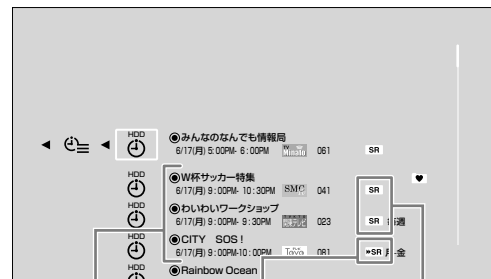 HDD
◉みんなのなんでも情報局
6/17(月) 5:00PM- 6:00PM TV Minato 061 SR
HDD
◉W杯サッカー特集 ♥
6/17(月) 9:00PM- 10:30PM SMC 041 SR
HDD
◉わいわいワークショップ
6/17(月) 9:00PM- 9:30PM 023 SR
HDD
◉CITY SOS!
6/17(月) 9:00PM-10:00PM 081 »SR 金
HDD
◉Rainbow Ocean